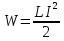 W = LI²/2